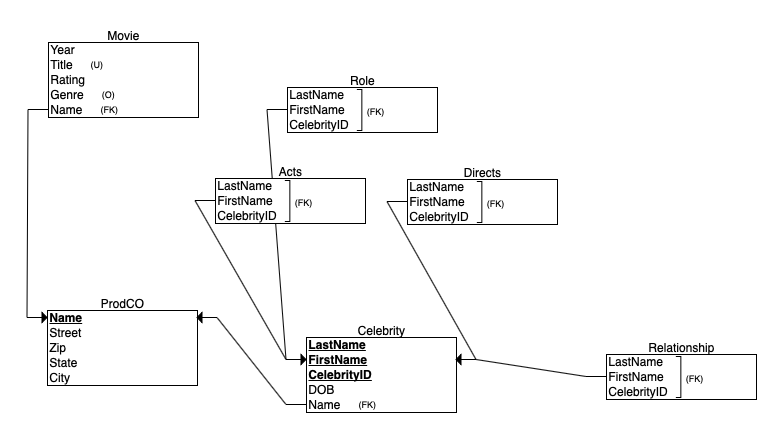 Movie
Year
Title (U)
Rating
Genre (O)
Name (FK)
Role
LastName
FirstName (FK)
CelebrityID
Acts
LastName
FirstName (FK)
CelebrityID
Directs
LastName
FirstName (FK)
CelebrityID
ProdCO
Name
Street
Zip
State
City
Celebrity
LastName
FirstName
CelebrityID
DOB
Name (FK)
Relationship
LastName
FirstName (FK)
CelebrityID